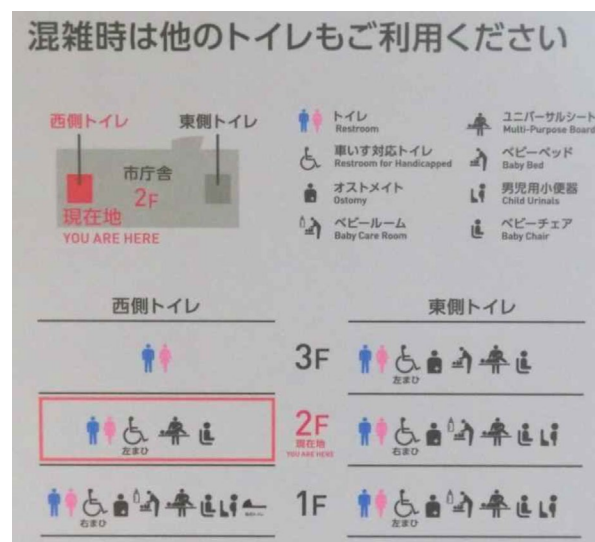 混雑時は他のトイレもご利用ください
西側トイレ
東側トイレ
市庁舎
2F
現在地
YOU ARE HERE
トイレ
Restroom
車いす対応トイレ
Restroom for Handicapped
オストメイト
Ostomy
ベビールーム
Baby Care Room
ユニバーサルシート
Multi-Purpose Board
ベビーベッド
Baby Bed
男児用小便器
Child Urinals
ベビーチェア
Baby Chair
西側トイレ
東側トイレ
3F
左まひ
左まひ
2F
現在地
YOU ARE HERE
右まひ
右まひ
1F
左まひ